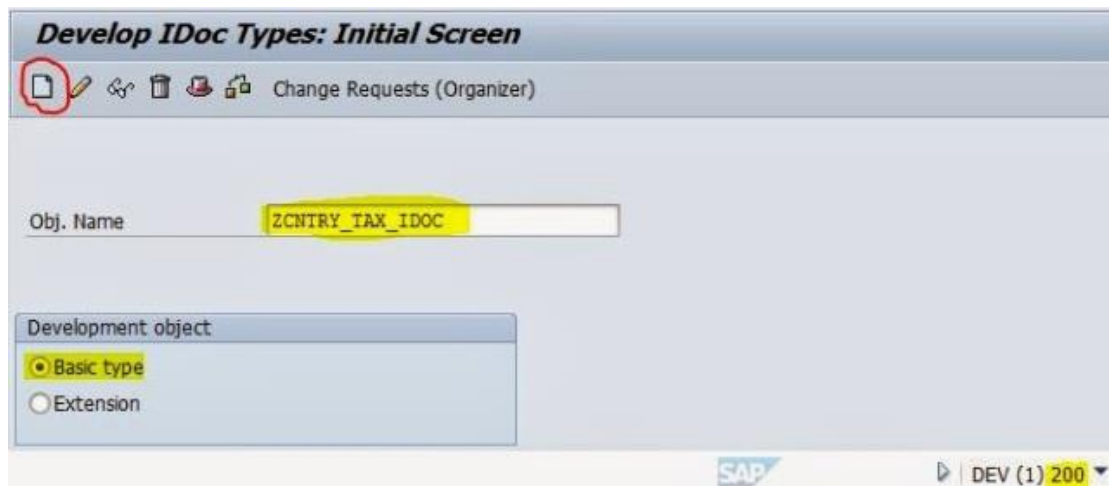 Develop IDoc Types: Initial Screen
Change Requests (Organizer)
Obj. Name ZCNTRY_TAX_IDOC
Development object
Basic type
Extension
SAP DEV (1) 200